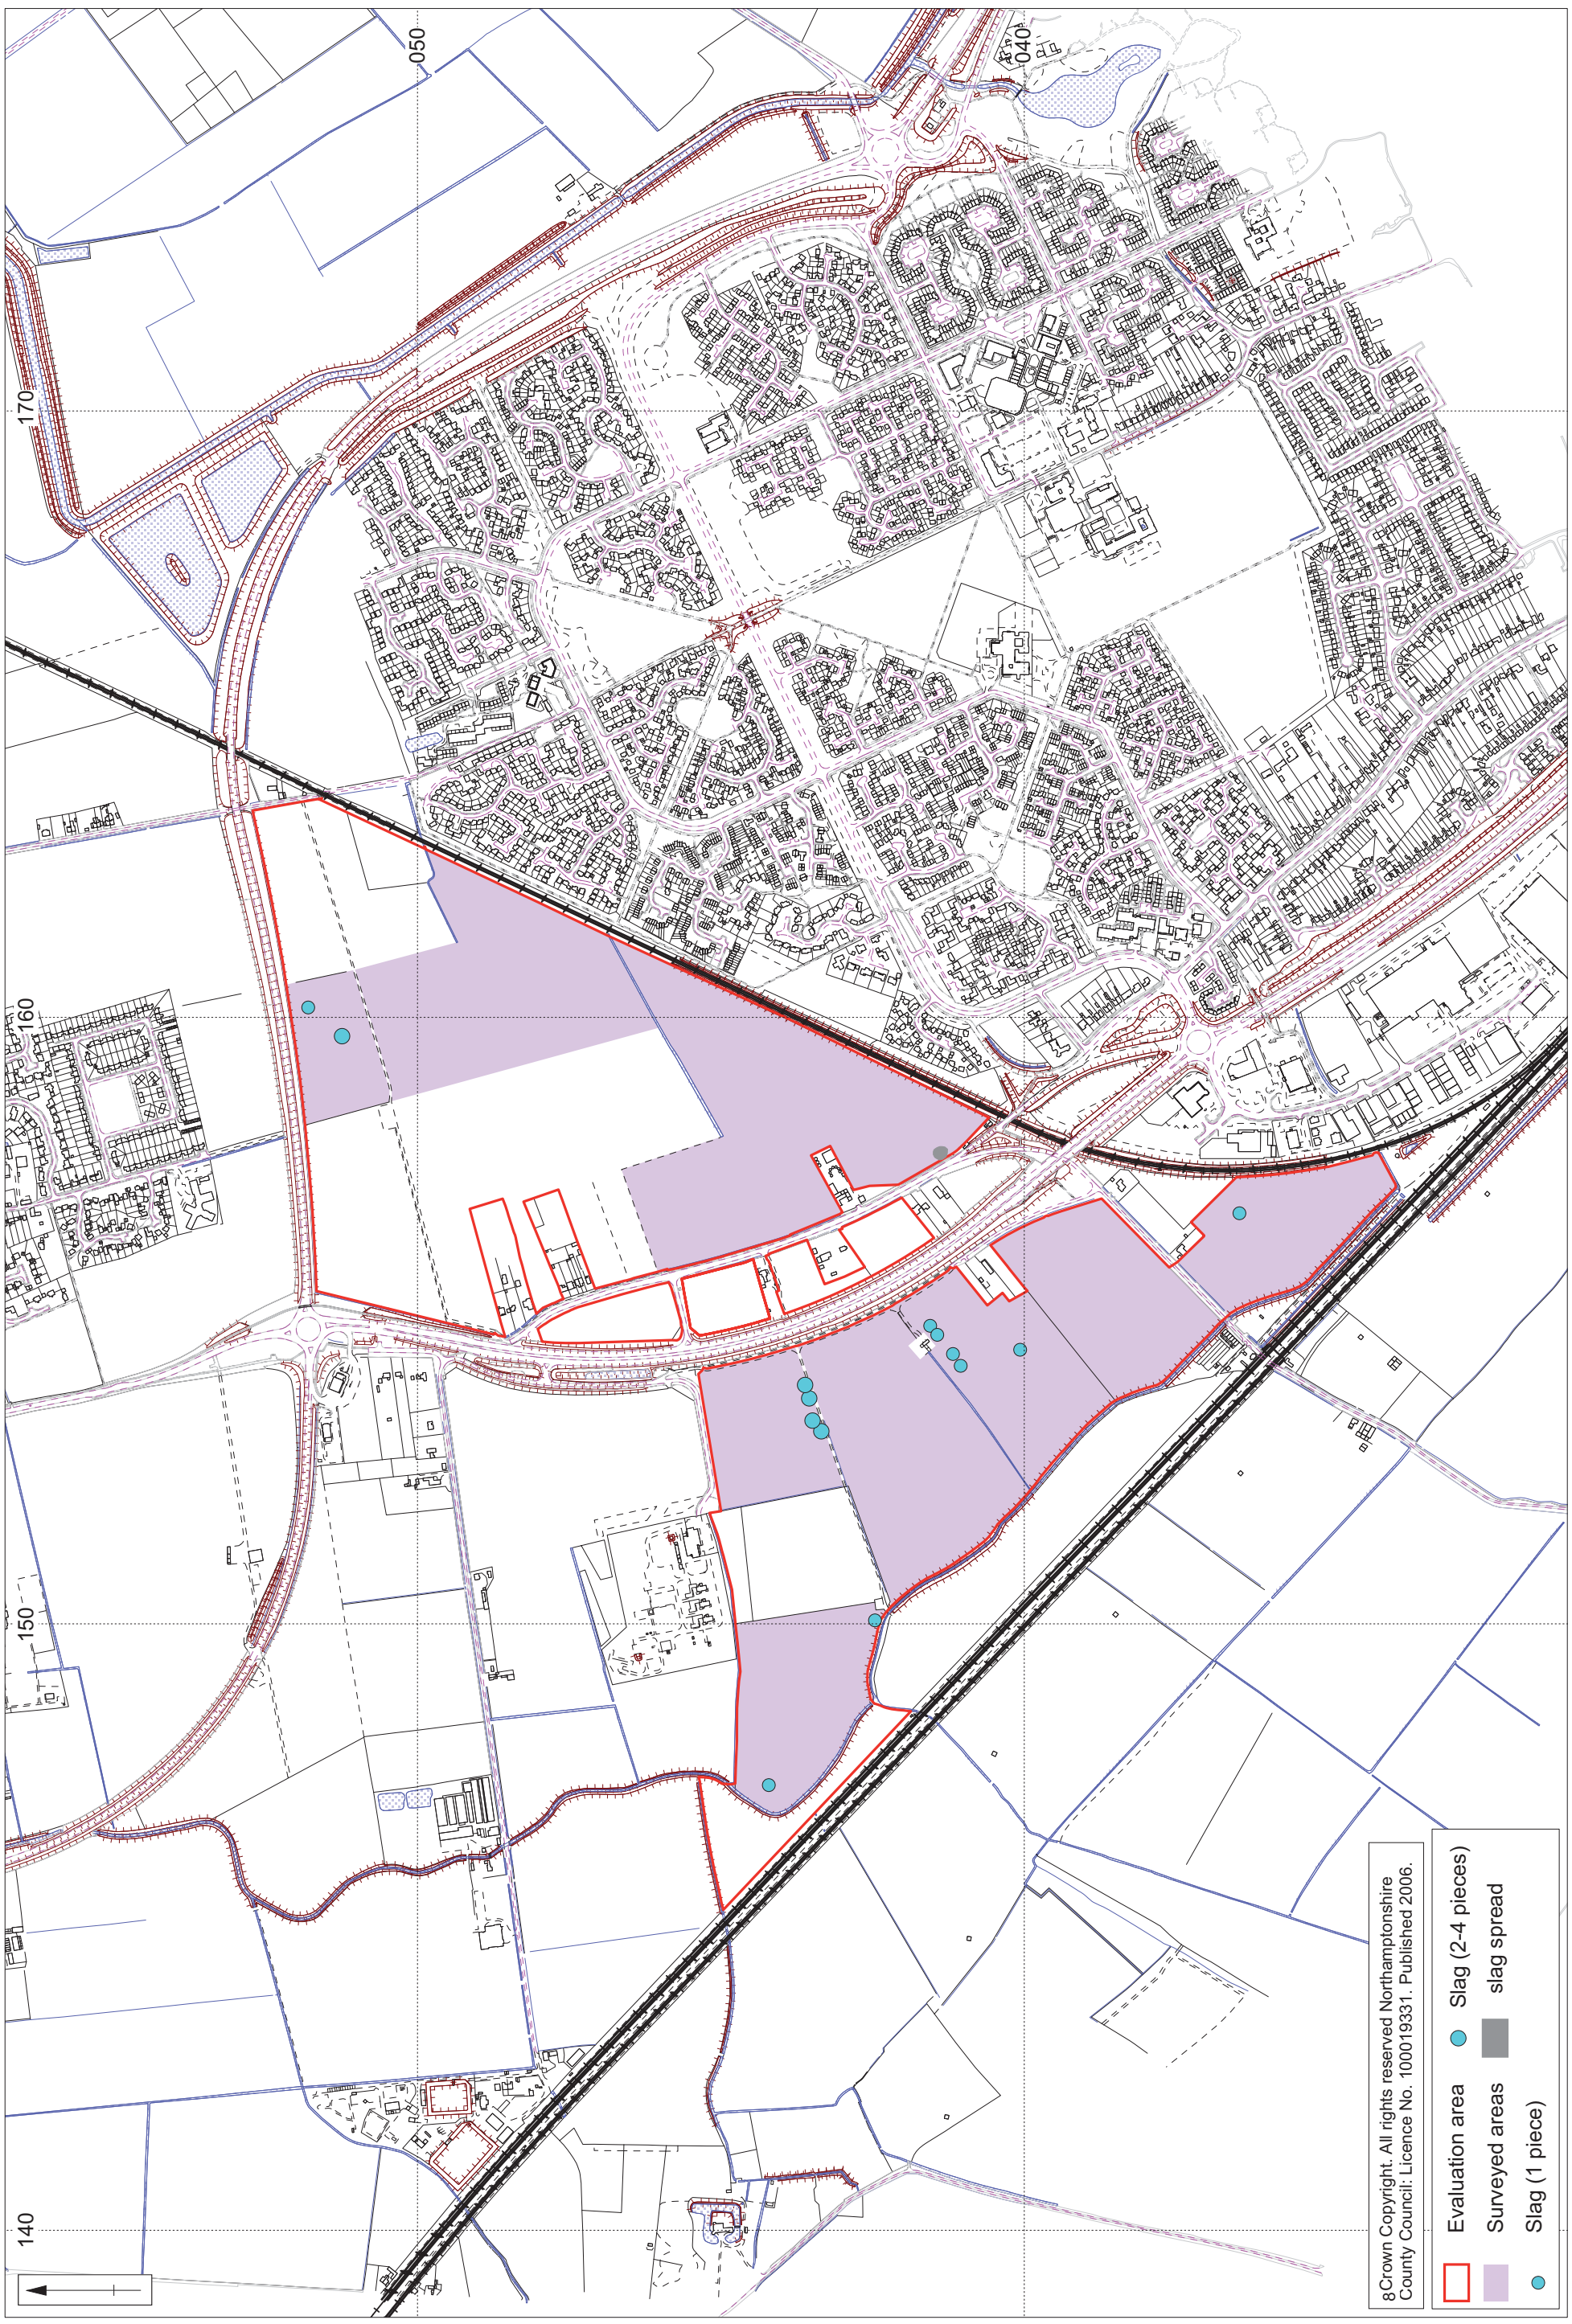 170
160
150
140
050
040
8Crown Copyright. All rights reserved Northamptonshire
County Council: Licence No. 100019331. Published 2006.
Evaluation area
Slag (2-4 pieces)
Surveyed areas
slag spread
Slag (1 piece)